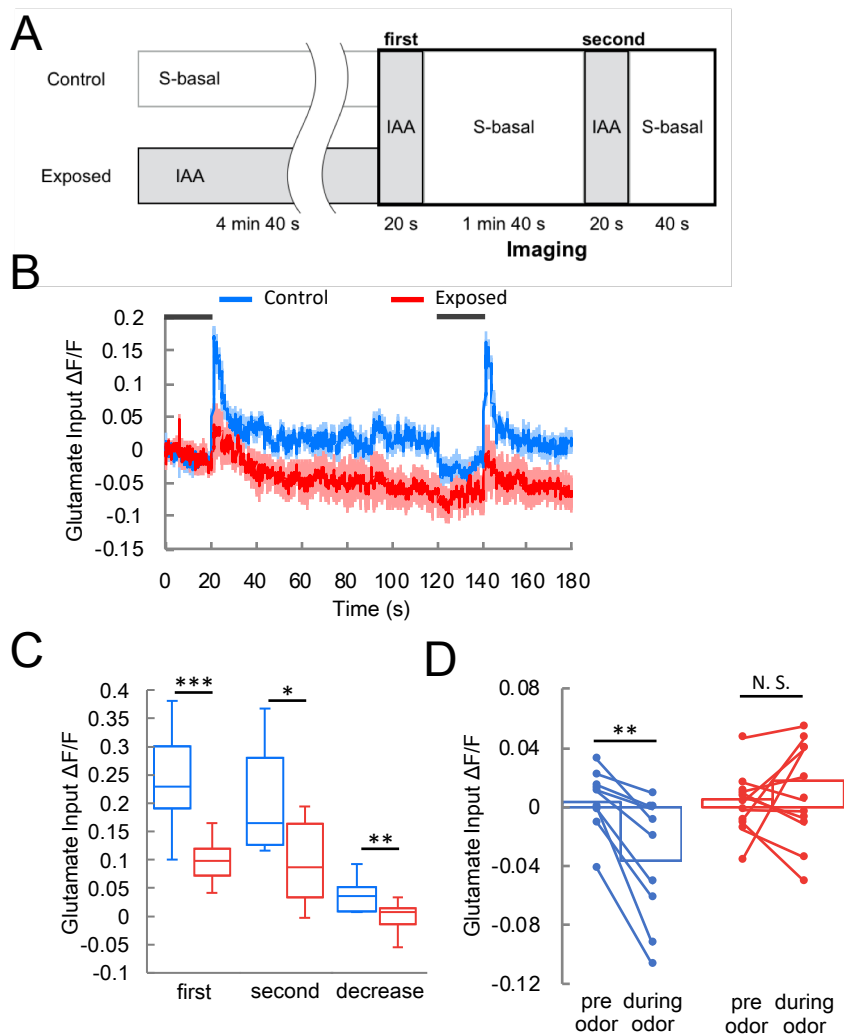 A
first second
Control S-basal
IAA S-basal IAA S-basal
Exposed IAA
4 min 40 s 20 s 1 min 40 s 20 s 40 s
Imaging
B
Control Exposed
Glutamate Input ΔF/F
0.2
0.15
0.1
0.05
0
-0.05
-0.1
-0.15
0 20 40 60 80 100 120 140 160 180
Time (s)
C
Glutamate Input ΔF/F
0.4
0.35
0.3
0.25
0.2
0.15
0.1
0.05
0
-0.05
-0.1
*** * **
first second decrease
D
Glutamate Input ΔF/F
0.08
0.04
0
-0.04
-0.08
-0.12
** N. S.
pre during pre during
odor odor odor odor